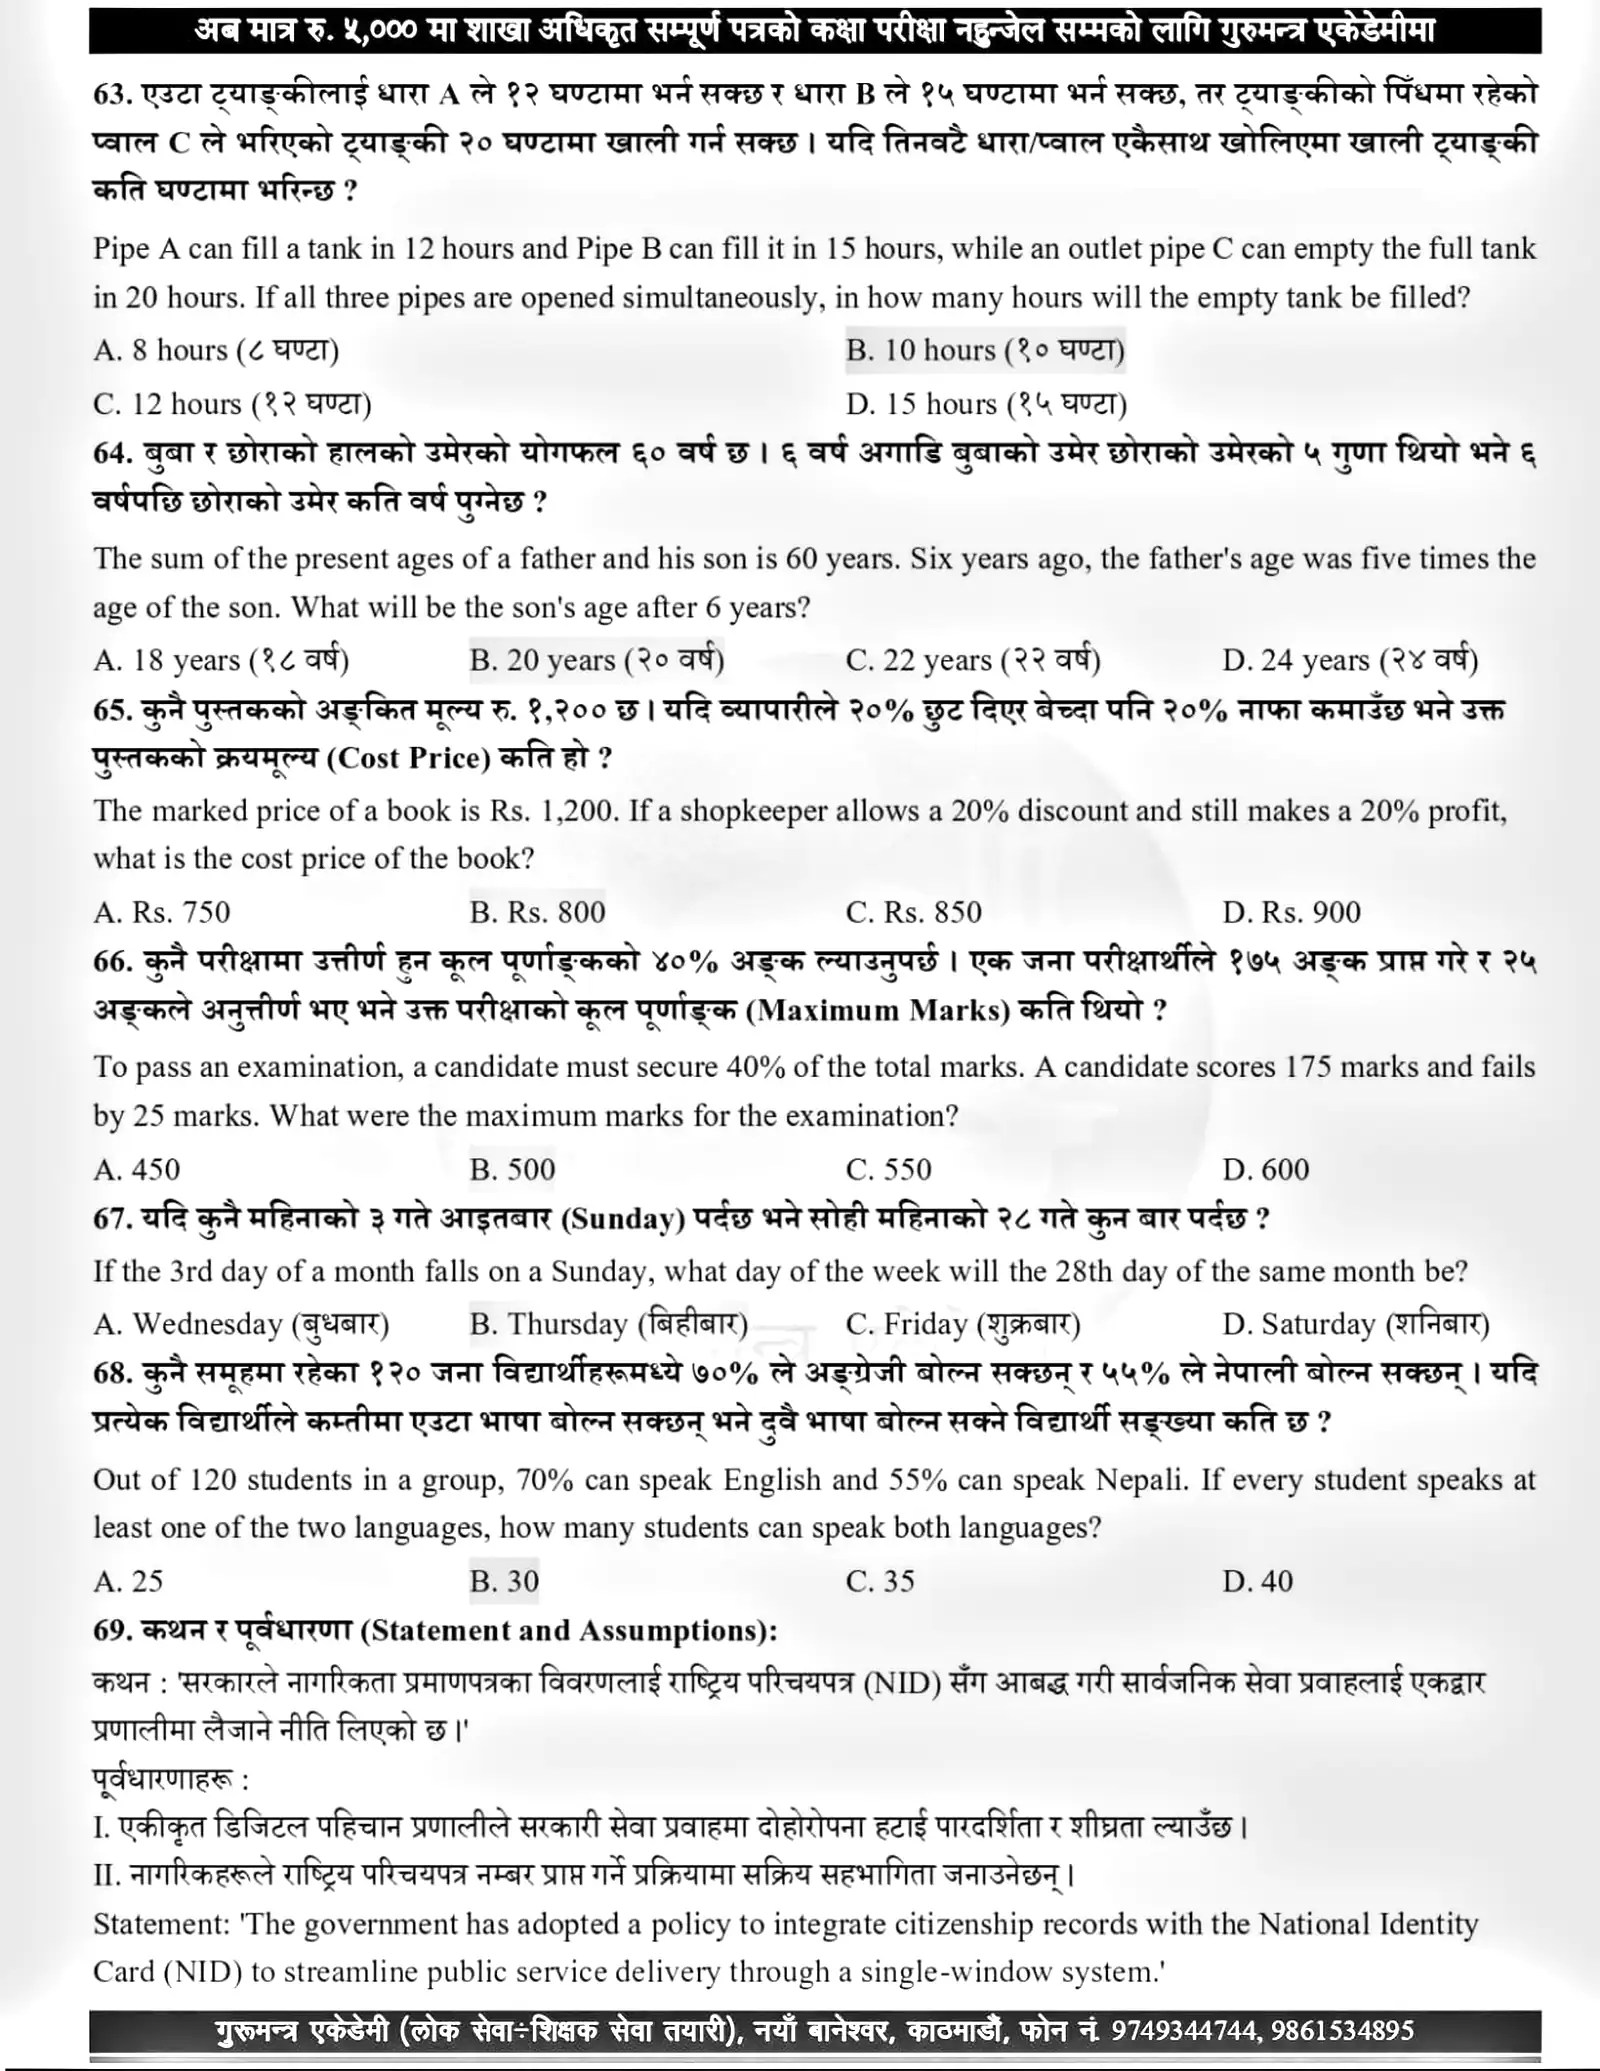 अब मात्र रु. ५,००० मा शाखा अधिकृत सम्पूर्ण पत्रको कक्षा परीक्षा नहुन्जेल सम्मको लागि गुरुमन्त्र एकेडेमीमा
63. एउटा ट्याङ्कीलाई धारा A ले १२ घण्टामा भर्न सक्छ र धारा B ले १५ घण्टामा भर्न सक्छ, तर ट्याङ्कीको पिँधमा रहेको
प्वाल C ले भरिएको ट्याङ्की २० घण्टामा खाली गर्न सक्छ । यदि तिनवटै धारा/प्वाल एकैसाथ खोलिएमा खाली ट्याङ्की
कति घण्टामा भरिन्छ ?
Pipe A can fill a tank in 12 hours and Pipe B can fill it in 15 hours, while an outlet pipe C can empty the full tank
in 20 hours. If all three pipes are opened simultaneously, in how many hours will the empty tank be filled?
A. 8 hours (८ घण्टा) B. 10 hours (१० घण्टा)
C. 12 hours (१२ घण्टा) D. 15 hours (१५ घण्टा)
64. बुबा र छोराको हालको उमेरको योगफल ६० वर्ष छ । ६ वर्ष अगाडि बुबाको उमेर छोराको उमेरको ५ गुणा थियो भने ६
वर्षपछि छोराको उमेर कति वर्ष पुग्नेछ ?
The sum of the present ages of a father and his son is 60 years. Six years ago, the father's age was five times the
age of the son. What will be the son's age after 6 years?
A. 18 years (१८ वर्ष) B. 20 years (२० वर्ष) C. 22 years (२२ वर्ष) D. 24 years (२४ वर्ष)
65. कुनै पुस्तकको अङ्कित मूल्य रु. १,२०० छ । यदि व्यापारीले २०% छुट दिएर बेच्दा पनि २०% नाफा कमाउँछ भने उक्त
पुस्तकको क्रयमूल्य (Cost Price) कति हो ?
The marked price of a book is Rs. 1,200. If a shopkeeper allows a 20% discount and still makes a 20% profit,
what is the cost price of the book?
A. Rs. 750 B. Rs. 800 C. Rs. 850 D. Rs. 900
66. कुनै परीक्षामा उत्तीर्ण हुन कूल पूर्णाङ्कको ४०% अङ्क ल्याउनुपर्छ । एक जना परीक्षार्थीले १७५ अङ्क प्राप्त गरे र २५
अङ्कले अनुत्तीर्ण भए भने उक्त परीक्षाको कूल पूर्णाङ्क (Maximum Marks) कति थियो ?
To pass an examination, a candidate must secure 40% of the total marks. A candidate scores 175 marks and fails
by 25 marks. What were the maximum marks for the examination?
A. 450 B. 500 C. 550 D. 600
67. यदि कुनै महिनाको ३ गते आइतबार (Sunday) पर्दछ भने सोही महिनाको २८ गते कुन बार पर्दछ ?
If the 3rd day of a month falls on a Sunday, what day of the week will the 28th day of the same month be?
A. Wednesday (बुधबार) B. Thursday (बिहीबार) C. Friday (शुक्रबार) D. Saturday (शनिबार)
68. कुनै समूहमा रहेका १२० जना विद्यार्थीहरूमध्ये ७०% ले अङ्ग्रेजी बोल्न सक्छन् र ५५% ले नेपाली बोल्न सक्छन् । यदि
प्रत्येक विद्यार्थीले कम्तीमा एउटा भाषा बोल्न सक्छन् भने दुवै भाषा बोल्न सक्ने विद्यार्थी सङ्ख्या कति छ ?
Out of 120 students in a group, 70% can speak English and 55% can speak Nepali. If every student speaks at
least one of the two languages, how many students can speak both languages?
A. 25 B. 30 C. 35 D. 40
69. कथन र पूर्वधारणा (Statement and Assumptions):
कथन : 'सरकारले नागरिकता प्रमाणपत्रका विवरणलाई राष्ट्रिय परिचयपत्र (NID) सँग आबद्ध गरी सार्वजनिक सेवा प्रवाहलाई एकद्वार
प्रणालीमा लैजाने नीति लिएको छ ।'
पूर्वधारणाहरू :
I. एकीकृत डिजिटल पहिचान प्रणालीले सरकारी सेवा प्रवाहमा दोहोरोपना हटाई पारदर्शिता र शीघ्रता ल्याउँछ ।
II. नागरिकहरूले राष्ट्रिय परिचयपत्र नम्बर प्राप्त गर्ने प्रक्रियामा सक्रिय सहभागिता जनाउनेछन् ।
Statement: 'The government has adopted a policy to integrate citizenship records with the National Identity
Card (NID) to streamline public service delivery through a single-window system.'
गुरूमन्त्र एकेडेमी (लोक सेवा÷शिक्षक सेवा तयारी), नयाँ बानेश्वर, काठमाडौं, फोन नं. 9749344744, 9861534895